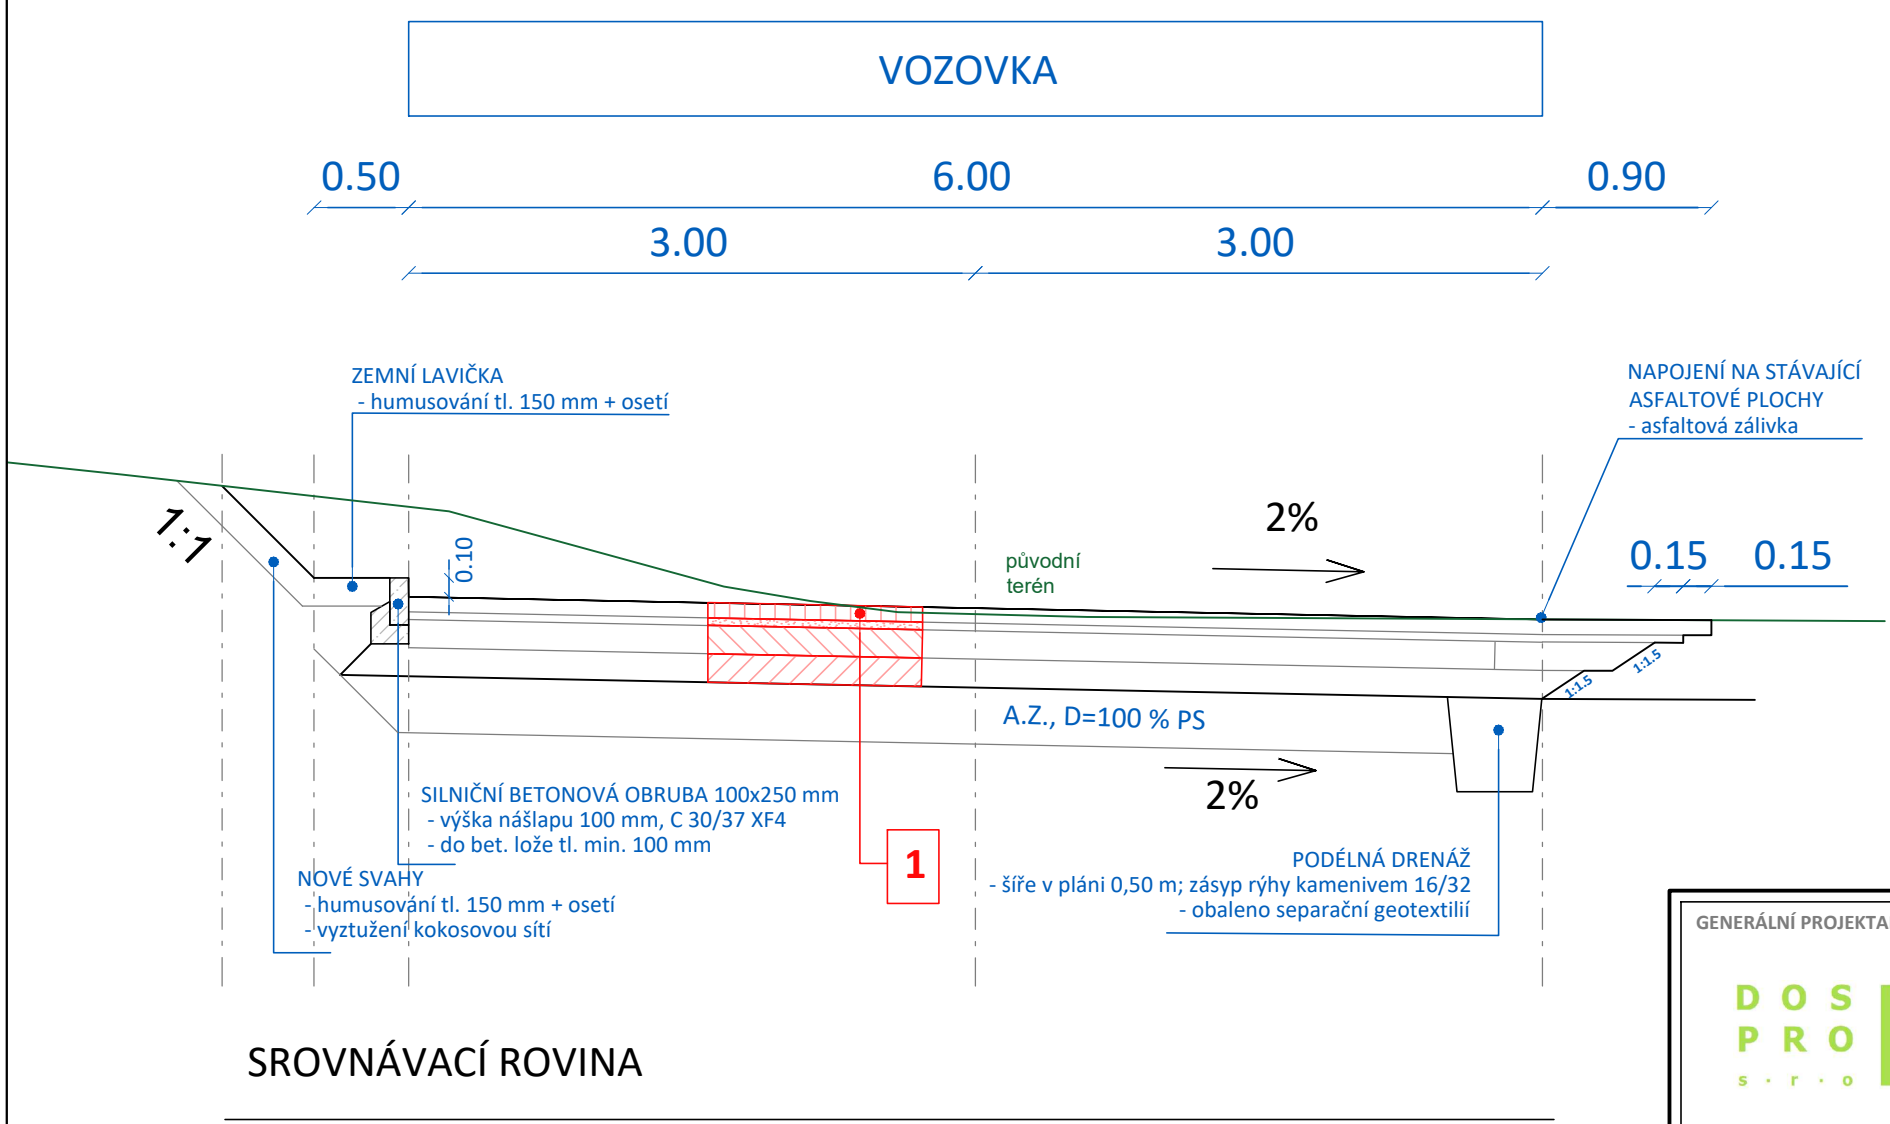 VOZOVKA
0.50
6.00
0.90
3.00
3.00
ZEMNÍ LAVIČKA
- humusování tl. 150 mm + osetí
NAPOJENÍ NA STÁVAJÍCÍ
ASFALTOVÉ PLOCHY
- asfaltová zálivka
1:1
0.10
původní
terén
2%
0.15
0.15
1:1.5
1:1.5
A.Z., D=100 % PS
2%
SILNIČNÍ BETONOVÁ OBRUBA 100x250 mm
- výška nášlapu 100 mm, C 30/37 XF4
- do bet. lože tl. min. 100 mm
1
NOVÉ SVAHY
- humusování tl. 150 mm + osetí
- vyztužení kokosovou sítí
PODÉLNÁ DRENÁŽ
- šíře v pláni 0,50 m; zásyp rýhy kamenivem 16/32
- obaleno separační geotextilií
GENERÁLNÍ PROJEKTA
DOS
PRO
s · r · o
SROVNÁVACÍ ROVINA